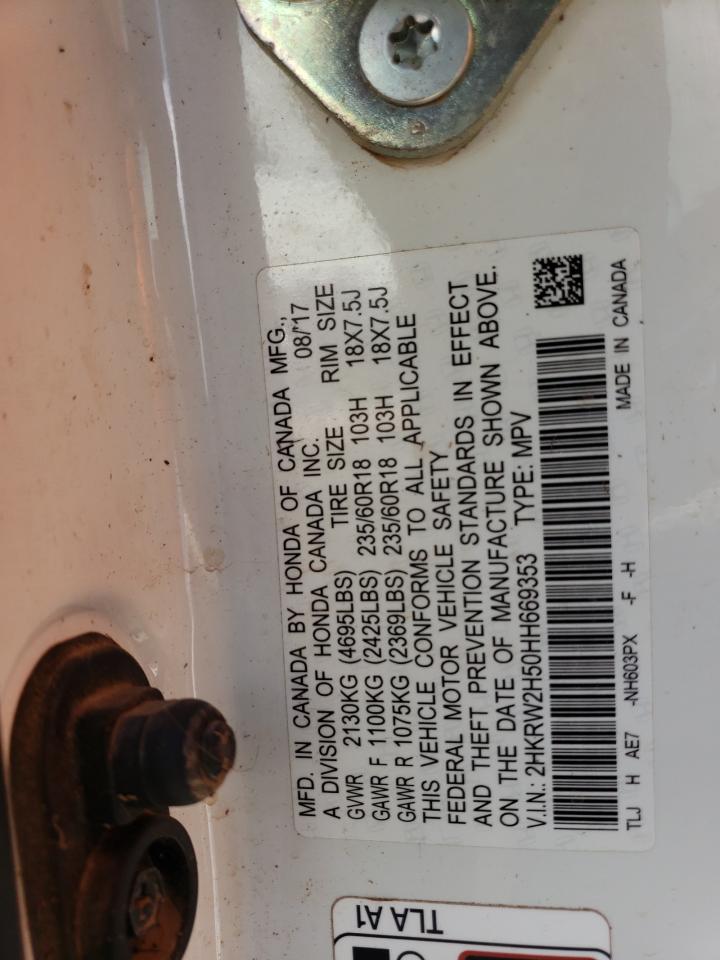 MFD. IN CANADA BY HONDA OF CANADA MFG.,
A DIVISION OF HONDA CANADA INC. 08/'17
GVWR 2130KG (4695LBS) TIRE SIZE RIM SIZE
GAWR F 1100KG (2425LBS) 235/60R18 103H 18X7.5J
GAWR R 1075KG (2369LBS) 235/60R18 103H 18X7.5J
THIS VEHICLE CONFORMS TO ALL APPLICABLE
FEDERAL MOTOR VEHICLE SAFETY
AND THEFT PREVENTION STANDARDS IN EFFECT
ON THE DATE OF MANUFACTURE SHOWN ABOVE.
V.I.N.: 2HKRW2H50HH669353 TYPE: MPV
TLJ H AE7 -NH603PX -F -H MADE IN CANADA
TLA A1